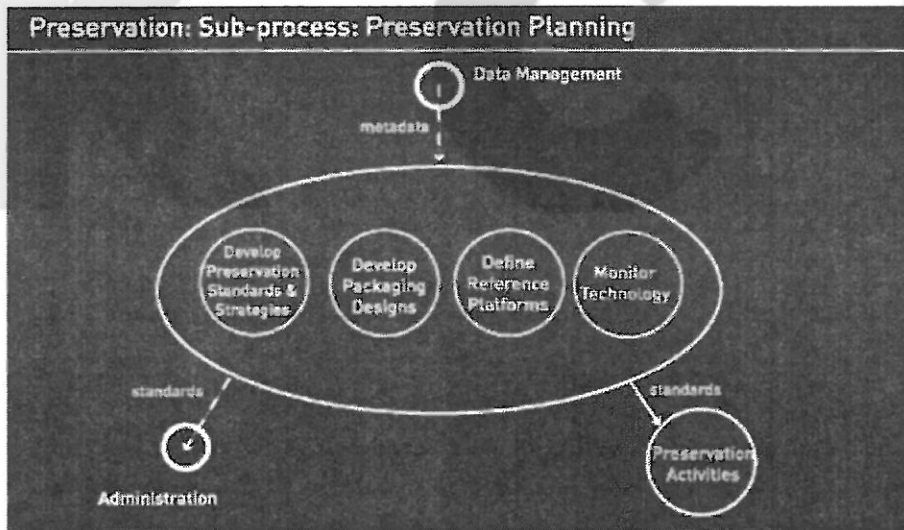 Preservation: Sub-process: Preservation Planning
Data Management
metadata
Develop
Preservation
Standards &
Strategies
Develop
Packaging
Designs
Define
Reference
Platforms
Monitor
Technology
standards
standards
Administration
Preservation
Activities